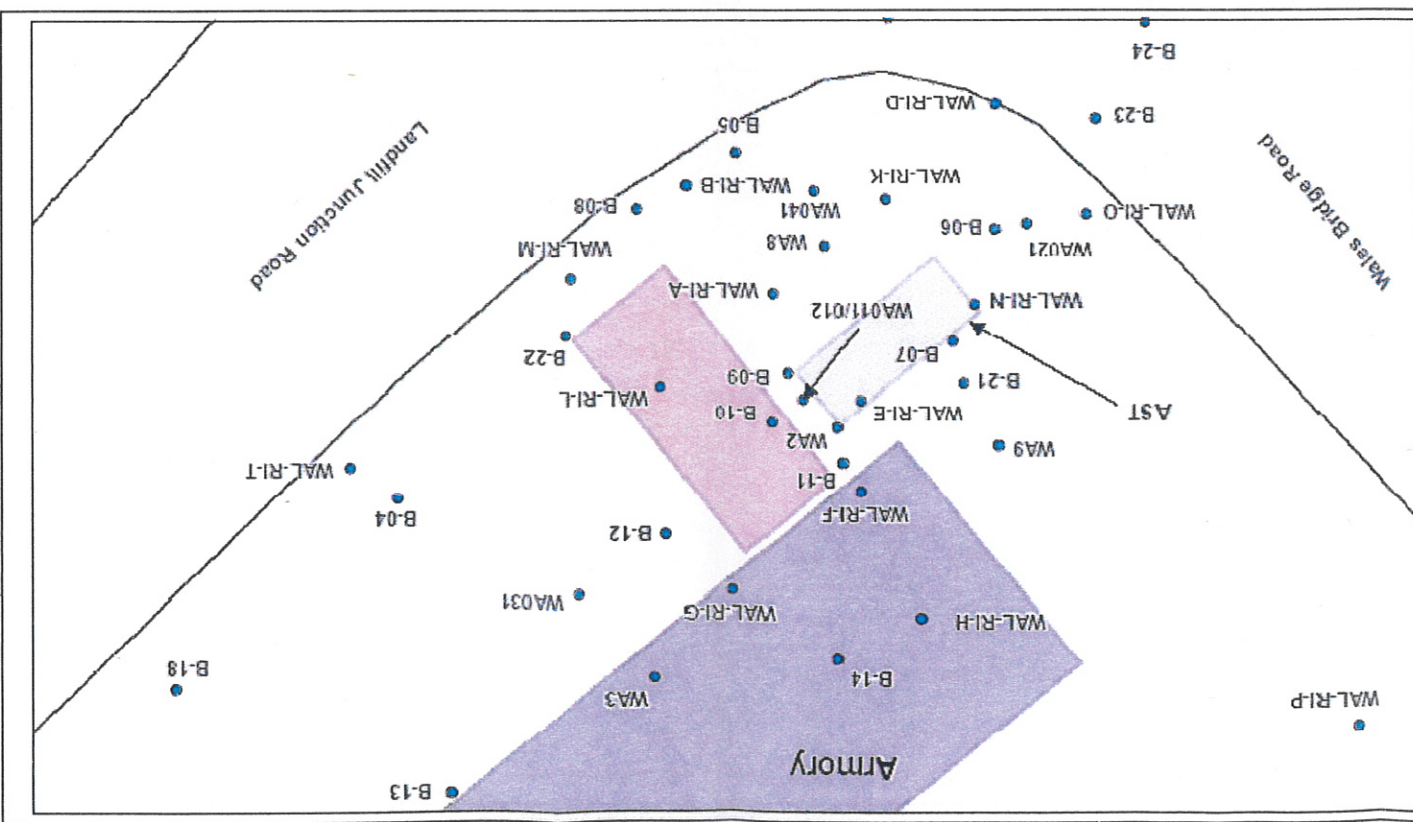 B-13
Armory
WAL-RI-P
WA3
B-14
B-18
WAL-RI-H
WAL-RI-G
WA031
B-12
B-04
WAL-RI-F
B-11
WAL-RI-T
WA9
WA2
AST
WAL-RI-E
B-10
WAL-RI-L
B-21
B-09
B-22
B-07
WA011/012
WAL-RI-N
WAL-RI-A
WA021
WAL-RI-M
WA8
B-06
WAL-RI-O
Wales Bridge Road
WA041
B-08
Landfill Junction Road
WAL-RI-B
WAL-RI-K
B-05
B-23
WAL-RI-D
B-24